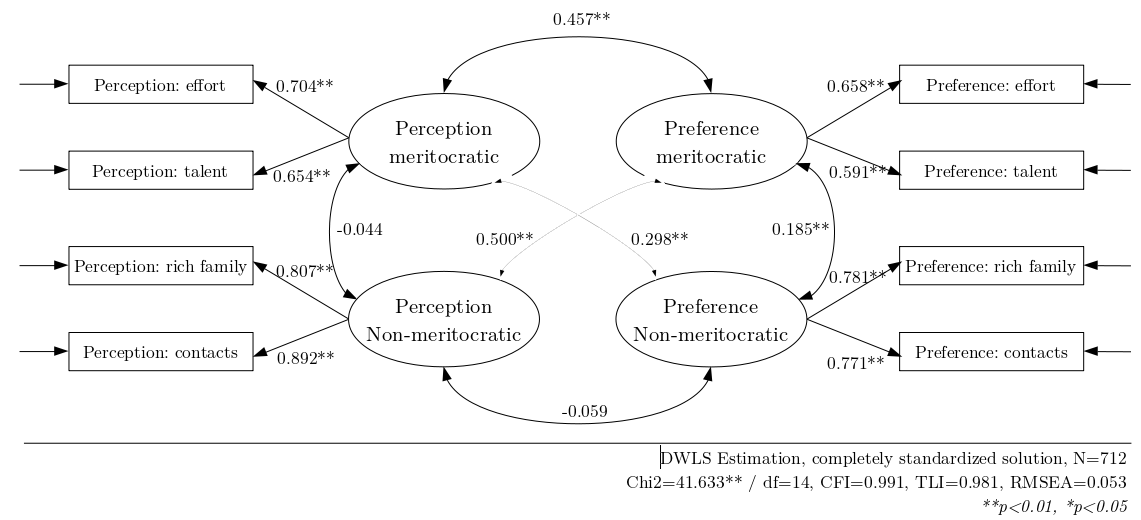 0.457**
Perception: effort
0.704**
0.658**
Preference: effort
Perception
meritocratic
Preference
meritocratic
Perception: talent
0.654**
0.591**
Preference: talent
-0.044
0.500**
0.298**
0.185**
Perception: rich family
0.807**
0.781**
Preference: rich family
Perception
Non-meritocratic
Preference
Non-meritocratic
Perception: contacts
0.892**
0.771**
Preference: contacts
-0.059
DWLS Estimation, completely standardized solution, N=712
Chi2=41.633** / df=14, CFI=0.991, TLI=0.981, RMSEA=0.053
**p<0.01, *p<0.05